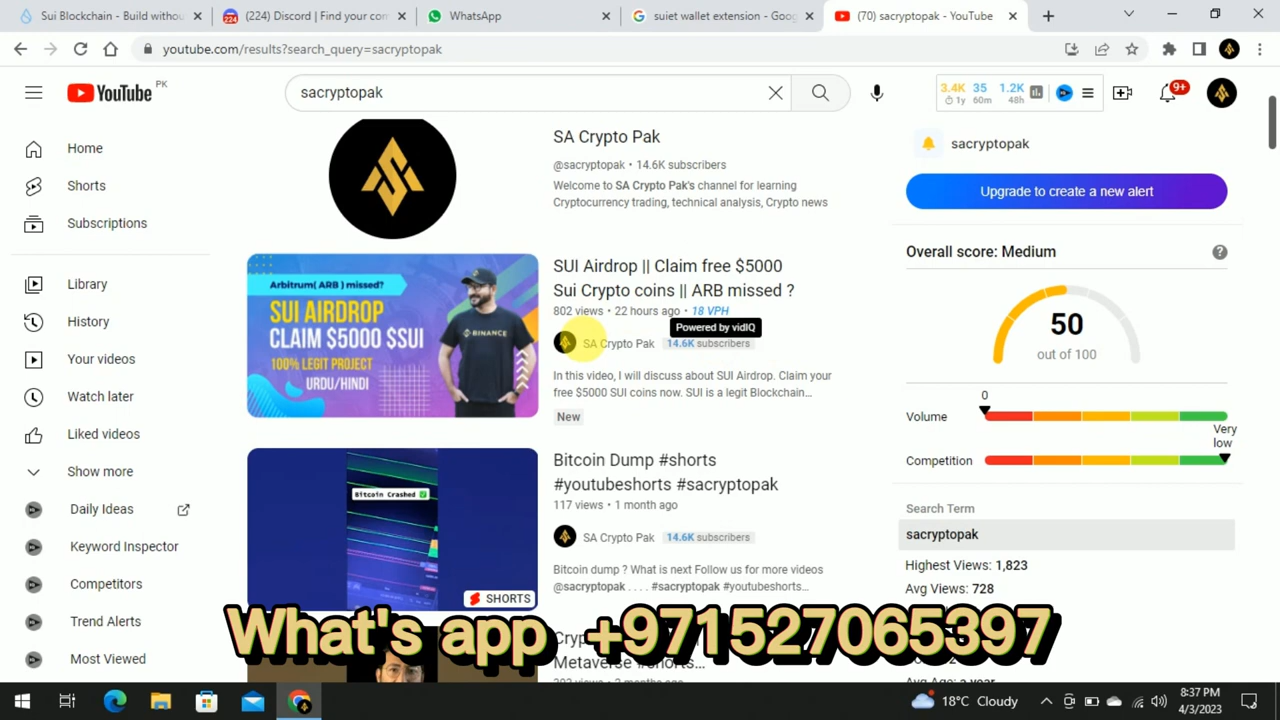 Sui Blockchain - Build withou
(224) Discord | Find your con
WhatsApp
suiet wallet extension - Goog
(70) sacryptopak - YouTube
youtube.com/results?search_query=sacryptopak
YouTube PK
sacryptopak
3.4K 35 1.2K
1y 60m 48h
9+
Home
Shorts
Subscriptions
Library
History
Your videos
Watch later
Liked videos
Show more
Daily Ideas
Keyword Inspector
Competitors
Trend Alerts
Most Viewed
SA Crypto Pak
@sacryptopak • 14.6K subscribers
Welcome to SA Crypto Pak's channel for learning
Cryptocurrency trading, technical analysis, Crypto news
Arbitrum( ARB ) missed?
SUI AIRDROP
CLAIM $5000 $SUI
100% LEGIT PROJECT
URDU/HINDI
BINANCE
SUI Airdrop || Claim free $5000
Sui Crypto coins || ARB missed ?
802 views • 22 hours ago • 18 VPH
Powered by vidIQ
SA Crypto Pak 14.6K subscribers
In this video, I will discuss about SUI Airdrop. Claim your
free $5000 SUI coins now. SUI is a legit Blockchain...
New
Bitcoin Crashed
SHORTS
Bitcoin Dump #shorts
#youtubeshorts #sacryptopak
117 views • 1 month ago
SA Crypto Pak 14.6K subscribers
Bitcoin dump ? What is next Follow us for more videos
@sacryptopak . . . . #sacryptopak #youtubeshorts...
Metaverse #shorts...
sacryptopak
Upgrade to create a new alert
Overall score: Medium
50
out of 100
0
Volume
Very
low
Competition
Search Term
sacryptopak
Highest Views: 1,823
Avg Views: 728
What's app +971527065397
18°C Cloudy
8:37 PM
4/3/2023